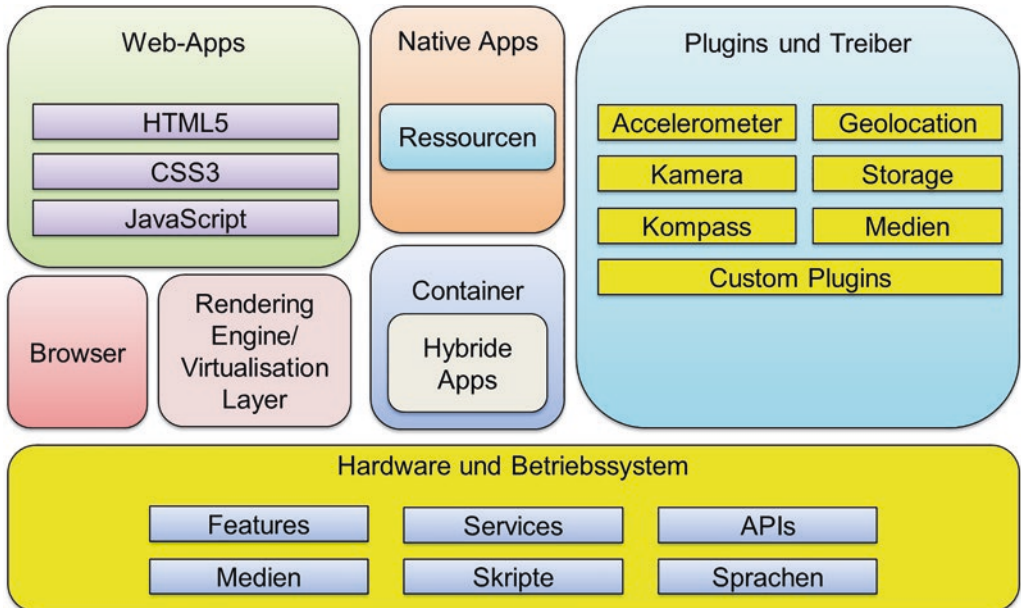 Web-Apps
HTML5
CSS3
JavaScript
Native Apps
Ressourcen
Plugins und Treiber
Accelerometer
Geolocation
Kamera
Storage
Kompass
Medien
Custom Plugins
Browser
Rendering
Engine/
Virtualisation
Layer
Container
Hybride
Apps
Hardware und Betriebssystem
Features
Services
APIs
Medien
Skripte
Sprachen